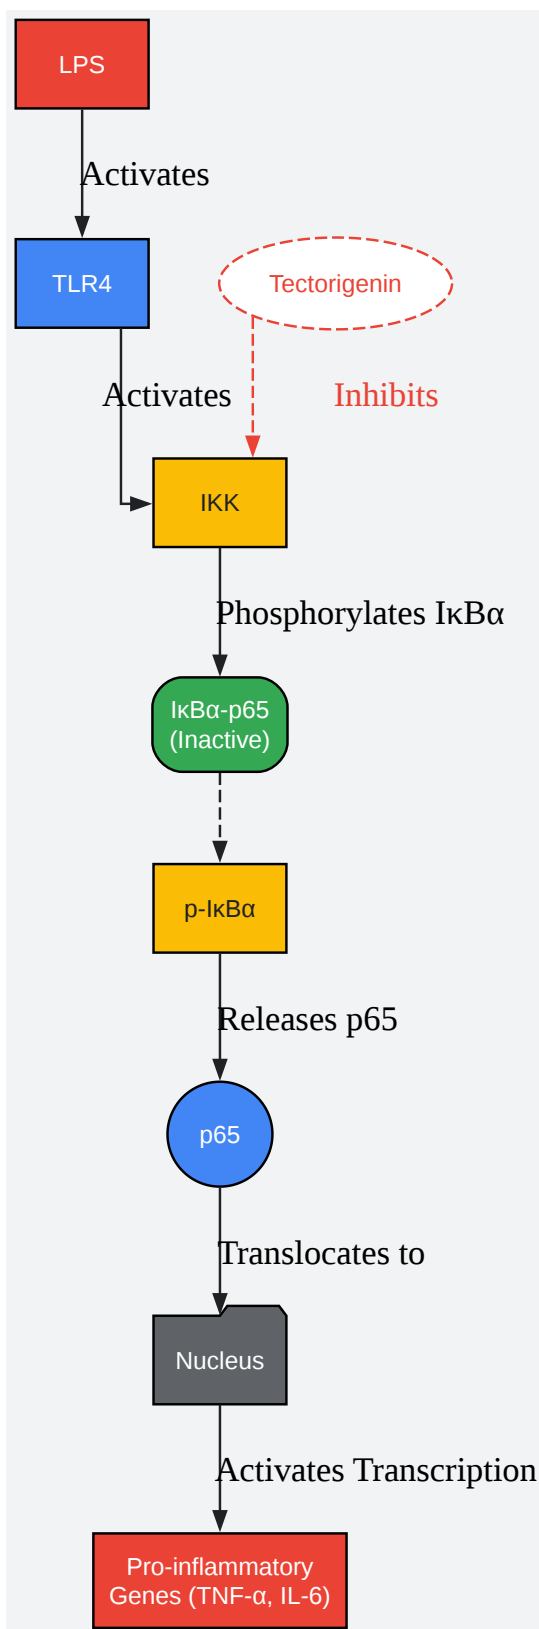 LPS
Activates
TLR4
Tectorigenin
Activates
Inhibits
IKK
Phosphorylates IκBα
IκBα-p65
(Inactive)
p-IκBα
Releases p65
p65
Translocates to
Nucleus
Activates Transcription
Pro-inflammatory
Genes (TNF-α, IL-6)